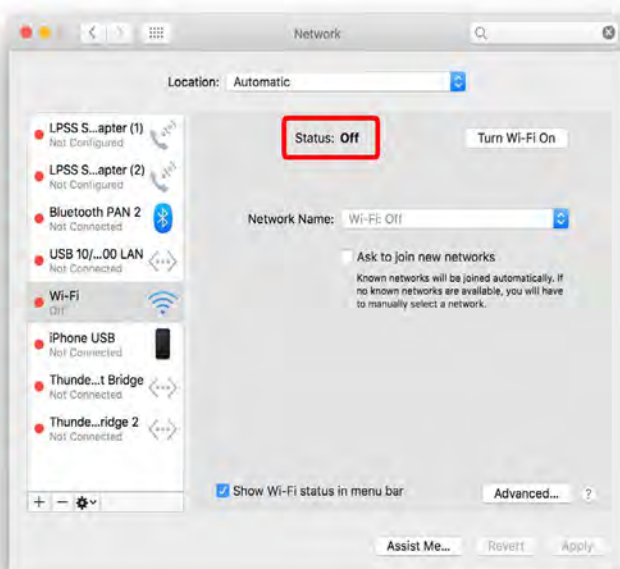 Network
Location: Automatic
LPSS S...apter (1)
Not Configured
LPSS S...apter (2)
Not Configured
Bluetooth PAN 2
Not Connected
USB 10/...00 LAN
Not Connected
Wi-Fi
Off
iPhone USB
Not Connected
Thunde...t Bridge
Not Connected
Thunde...ridge 2
Not Connected
Status: Off
Turn Wi-Fi On
Network Name: Wi-Fi: Off
Ask to join new networks
Known networks will be joined automatically. If
no known networks are available, you will have
to manually select a network.
Show Wi-Fi status in menu bar
Advanced...
?
Assist Me...
Revert
Apply